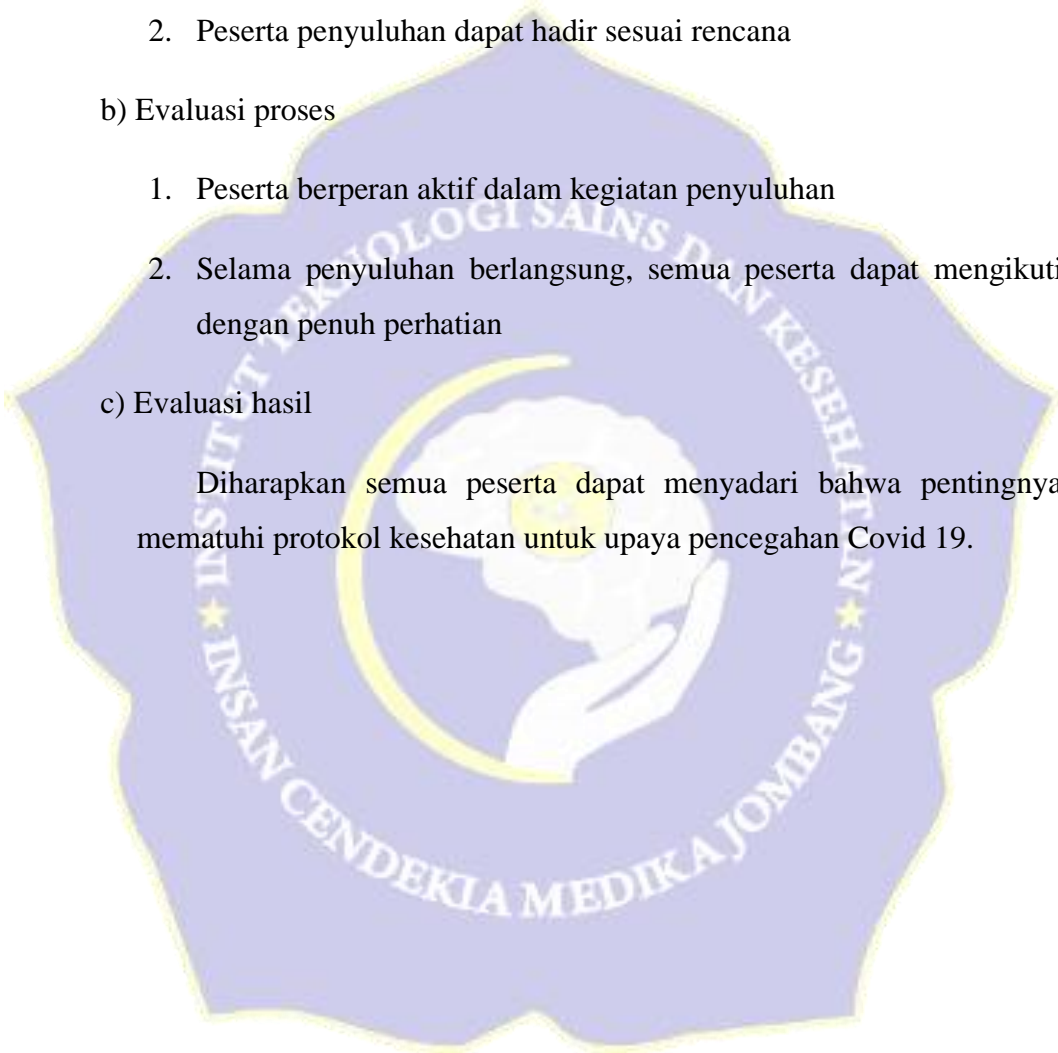 2. Peserta penyuluhan dapat hadir sesuai rencana
b) Evaluasi proses
1. Peserta berperan aktif dalam kegiatan penyuluhan
2. Selama penyuluhan berlangsung, semua peserta dapat mengikuti
dengan penuh perhatian
c) Evaluasi hasil
Diharapkan semua peserta dapat menyadari bahwa pentingnya
mematuhi protokol kesehatan untuk upaya pencegahan Covid 19.
INSTITUT TEKNOLOGI SAINS DAN KESEHATAN
INSAN CENDEKIA MEDIKA JOMBANG